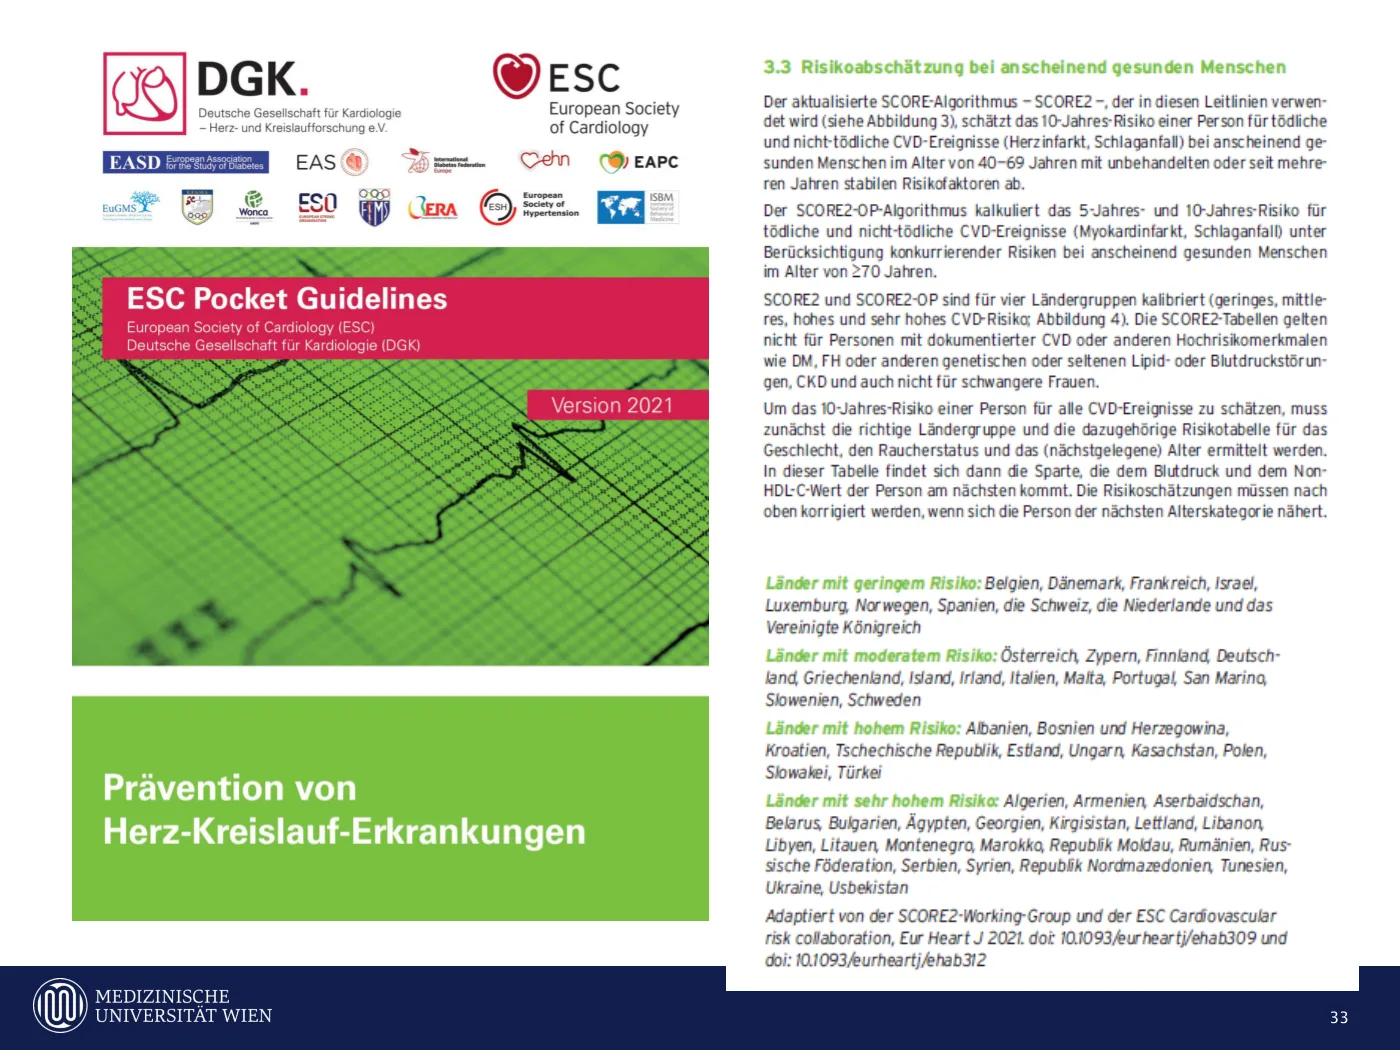 DGK.
Deutsche Gesellschaft für Kardiologie
– Herz- und Kreislaufforschung e.V.
ESC
European Society
of Cardiology
EASD European Association
for the Study of Diabetes
EAS
International
Diabetes Federation
Europe
ehn
EAPC
EuGMS
Wonca
ESO
EUROPEAN STROKE
ORGANISATION
FIMS
ERA
ESH
European
Society of
Hypertension
ISBM
International
Society of
Behavioral
Medicine
ESC Pocket Guidelines
European Society of Cardiology (ESC)
Deutsche Gesellschaft für Kardiologie (DGK)
Version 2021
Prävention von
Herz-Kreislauf-Erkrankungen
3.3 Risikoabschätzung bei anscheinend gesunden Menschen
Der aktualisierte SCORE-Algorithmus – SCORE2 –, der in diesen Leitlinien verwen-
det wird (siehe Abbildung 3), schätzt das 10-Jahres-Risiko einer Person für tödliche
und nicht-tödliche CVD-Ereignisse (Herzinfarkt, Schlaganfall) bei anscheinend ge-
sunden Menschen im Alter von 40–69 Jahren mit unbehandelten oder seit mehre-
ren Jahren stabilen Risikofaktoren ab.
Der SCORE2-OP-Algorithmus kalkuliert das 5-Jahres- und 10-Jahres-Risiko für
tödliche und nicht-tödliche CVD-Ereignisse (Myokardinfarkt, Schlaganfall) unter
Berücksichtigung konkurrierender Risiken bei anscheinend gesunden Menschen
im Alter von ≥70 Jahren.
SCORE2 und SCORE2-OP sind für vier Ländergruppen kalibriert (geringes, mittle-
res, hohes und sehr hohes CVD-Risiko; Abbildung 4). Die SCORE2-Tabellen gelten
nicht für Personen mit dokumentierter CVD oder anderen Hochrisikomerkmalen
wie DM, FH oder anderen genetischen oder seltenen Lipid- oder Blutdruckstörun-
gen, CKD und auch nicht für schwangere Frauen.
Um das 10-Jahres-Risiko einer Person für alle CVD-Ereignisse zu schätzen, muss
zunächst die richtige Ländergruppe und die dazugehörige Risikotabelle für das
Geschlecht, den Raucherstatus und das (nächstgelegene) Alter ermittelt werden.
In dieser Tabelle findet sich dann die Sparte, die dem Blutdruck und dem Non-
HDL-C-Wert der Person am nächsten kommt. Die Risikoschätzungen müssen nach
oben korrigiert werden, wenn sich die Person der nächsten Alterskategorie nähert.
Länder mit geringem Risiko: Belgien, Dänemark, Frankreich, Israel,
Luxemburg, Norwegen, Spanien, die Schweiz, die Niederlande und das
Vereinigte Königreich
Länder mit moderatem Risiko: Österreich, Zypern, Finnland, Deutsch-
land, Griechenland, Island, Irland, Italien, Malta, Portugal, San Marino,
Slowenien, Schweden
Länder mit hohem Risiko: Albanien, Bosnien und Herzegowina,
Kroatien, Tschechische Republik, Estland, Ungarn, Kasachstan, Polen,
Slowakei, Türkei
Länder mit sehr hohem Risiko: Algerien, Armenien, Aserbaidschan,
Belarus, Bulgarien, Ägypten, Georgien, Kirgisistan, Lettland, Libanon,
Libyen, Litauen, Montenegro, Marokko, Republik Moldau, Rumänien, Rus-
sische Föderation, Serbien, Syrien, Republik Nordmazedonien, Tunesien,
Ukraine, Usbekistan
Adaptiert von der SCORE2-Working-Group und der ESC Cardiovascular
risk collaboration, Eur Heart J 2021. doi: 10.1093/eurheartj/ehab309 und
doi: 10.1093/eurheartj/ehab312
MEDIZINISCHE
UNIVERSITÄT WIEN
33